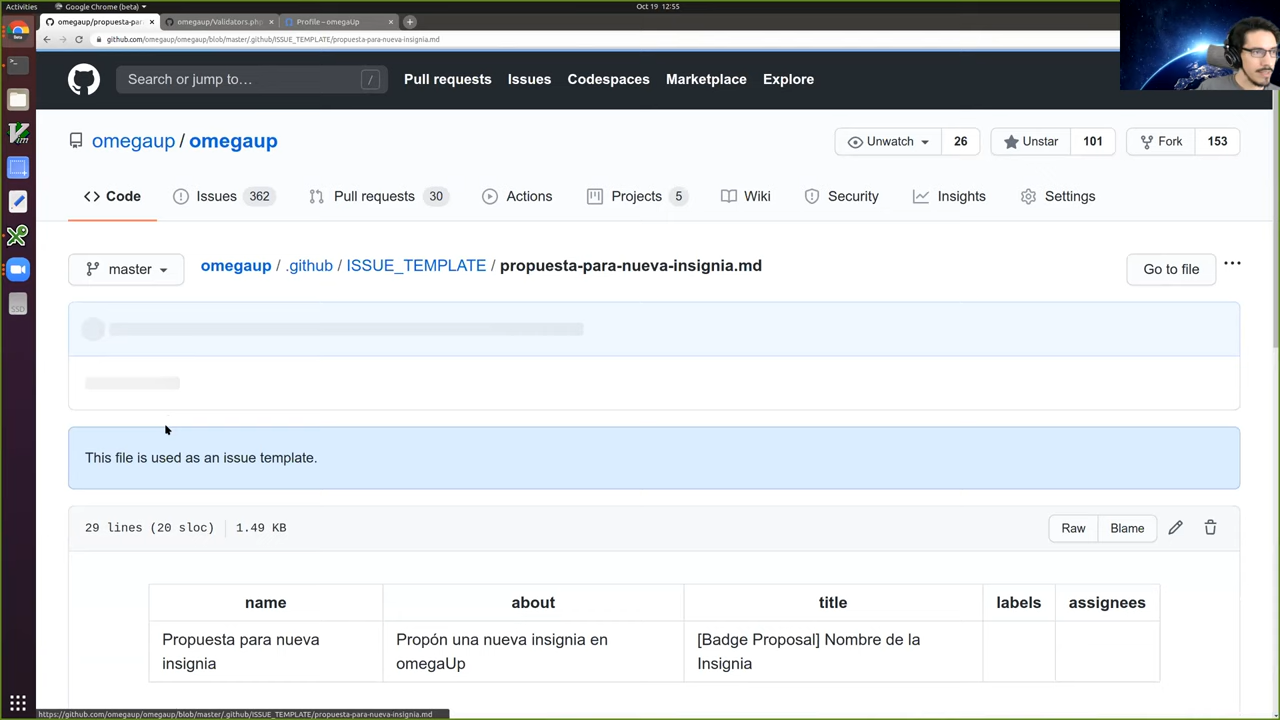 Activities
Google Chrome (beta)
Oct 19 12:55
omegaup/propuesta-par
omegaup/Validators.php
Profile – omegaUp
github.com/omegaup/omegaup/blob/master/.github/ISSUE_TEMPLATE/propuesta-para-nueva-insignia.md
Search or jump to…
/
Pull requests
Issues
Codespaces
Marketplace
Explore
omegaup / omegaup
Unwatch
26
Unstar
101
Fork
153
Code
Issues 362
Pull requests 30
Actions
Projects 5
Wiki
Security
Insights
Settings
master
omegaup / .github / ISSUE_TEMPLATE / propuesta-para-nueva-insignia.md
Go to file
This file is used as an issue template.
29 lines (20 sloc)
1.49 KB
Raw
Blame
name
about
title
labels
assignees
Propuesta para nueva
insignia
Propón una nueva insignia en
omegaUp
[Badge Proposal] Nombre de la
Insignia
SSD
https://github.com/omegaup/omegaup/blob/master/.github/ISSUE_TEMPLATE/propuesta-para-nueva-insignia.md